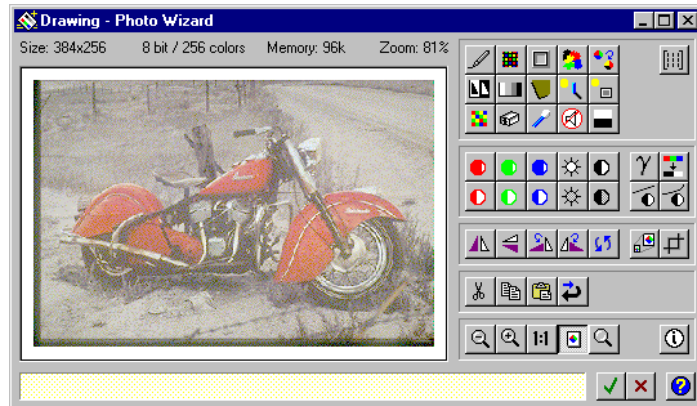 Drawing - Photo Wizard
Size: 384x256 8 bit / 256 colors Memory: 96k Zoom: 81%
γ
1:1